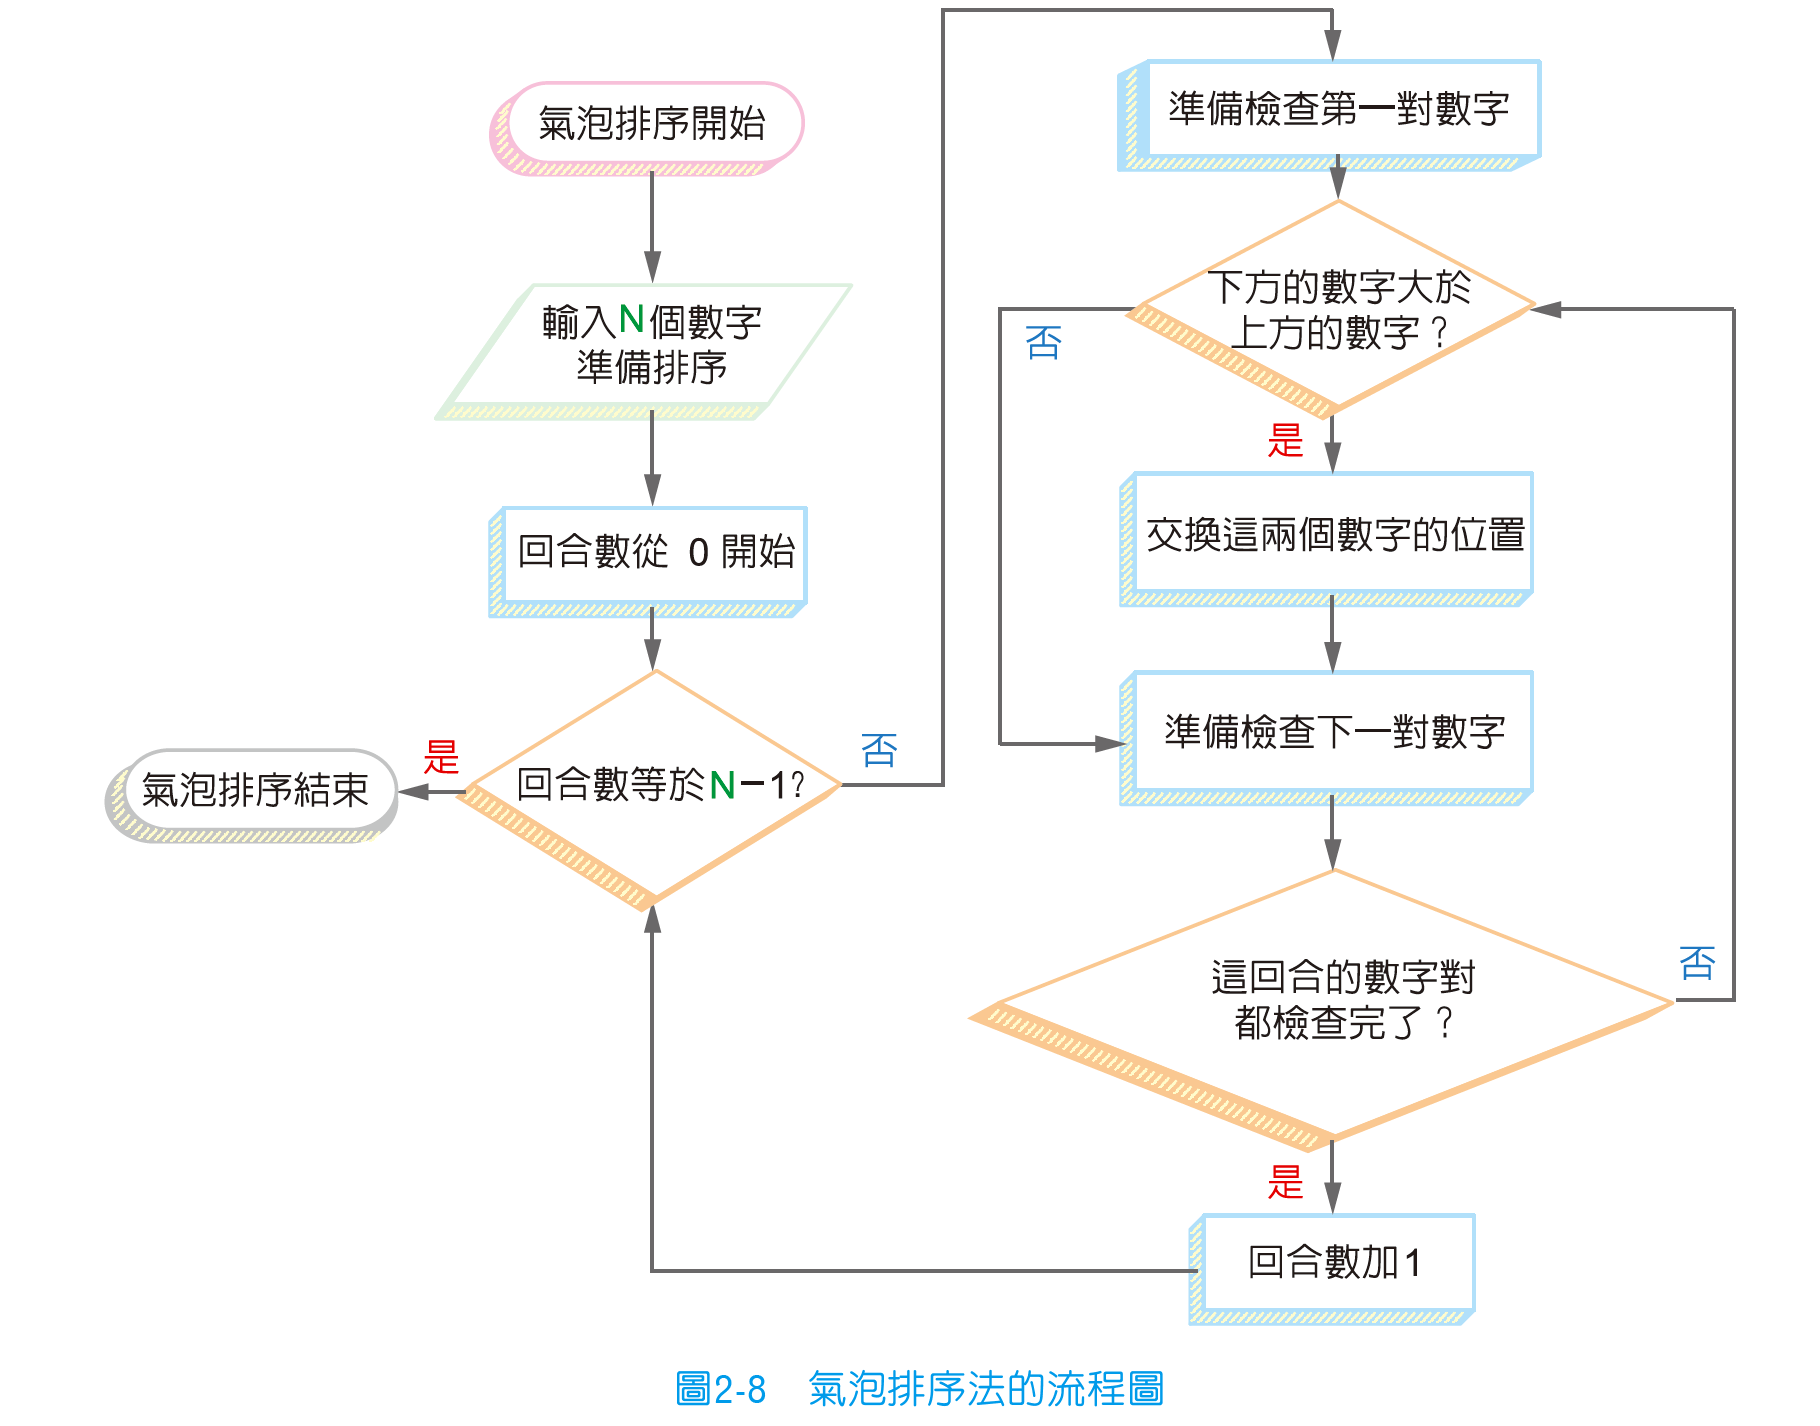 氣泡排序開始
輸入N個數字
準備排序
回合數從 0 開始
回合數等於N−1?
是
否
氣泡排序結束
準備檢查第一對數字
下方的數字大於
上方的數字？
否
是
交換這兩個數字的位置
準備檢查下一對數字
這回合的數字對
都檢查完了？
否
是
回合數加1
圖2-8　氣泡排序法的流程圖